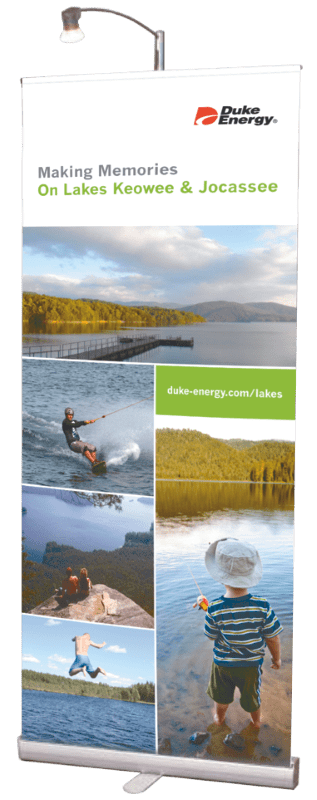 Duke
Energy®
Making Memories
On Lakes Keowee & Jocassee
duke-energy.com/lakes